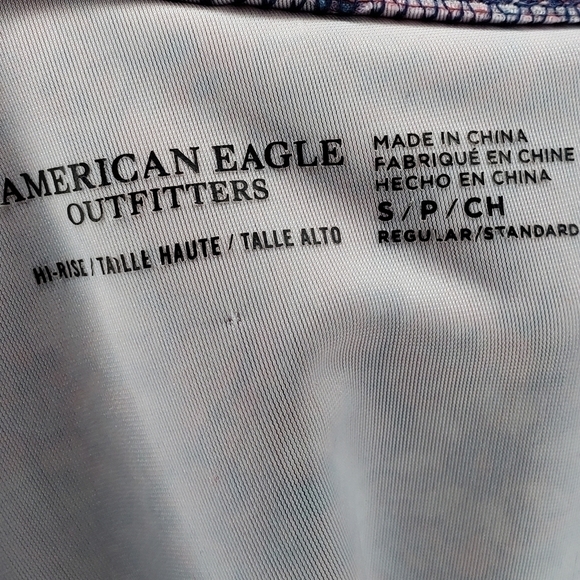 AMERICAN EAGLE
OUTFITTERS
HI-RISE/TAILLE HAUTE/TALLE ALTO
MADE IN CHINA
FABRIQUÉ EN CHINE
HECHO EN CHINA
S/P/CH
REGULAR/STANDARD